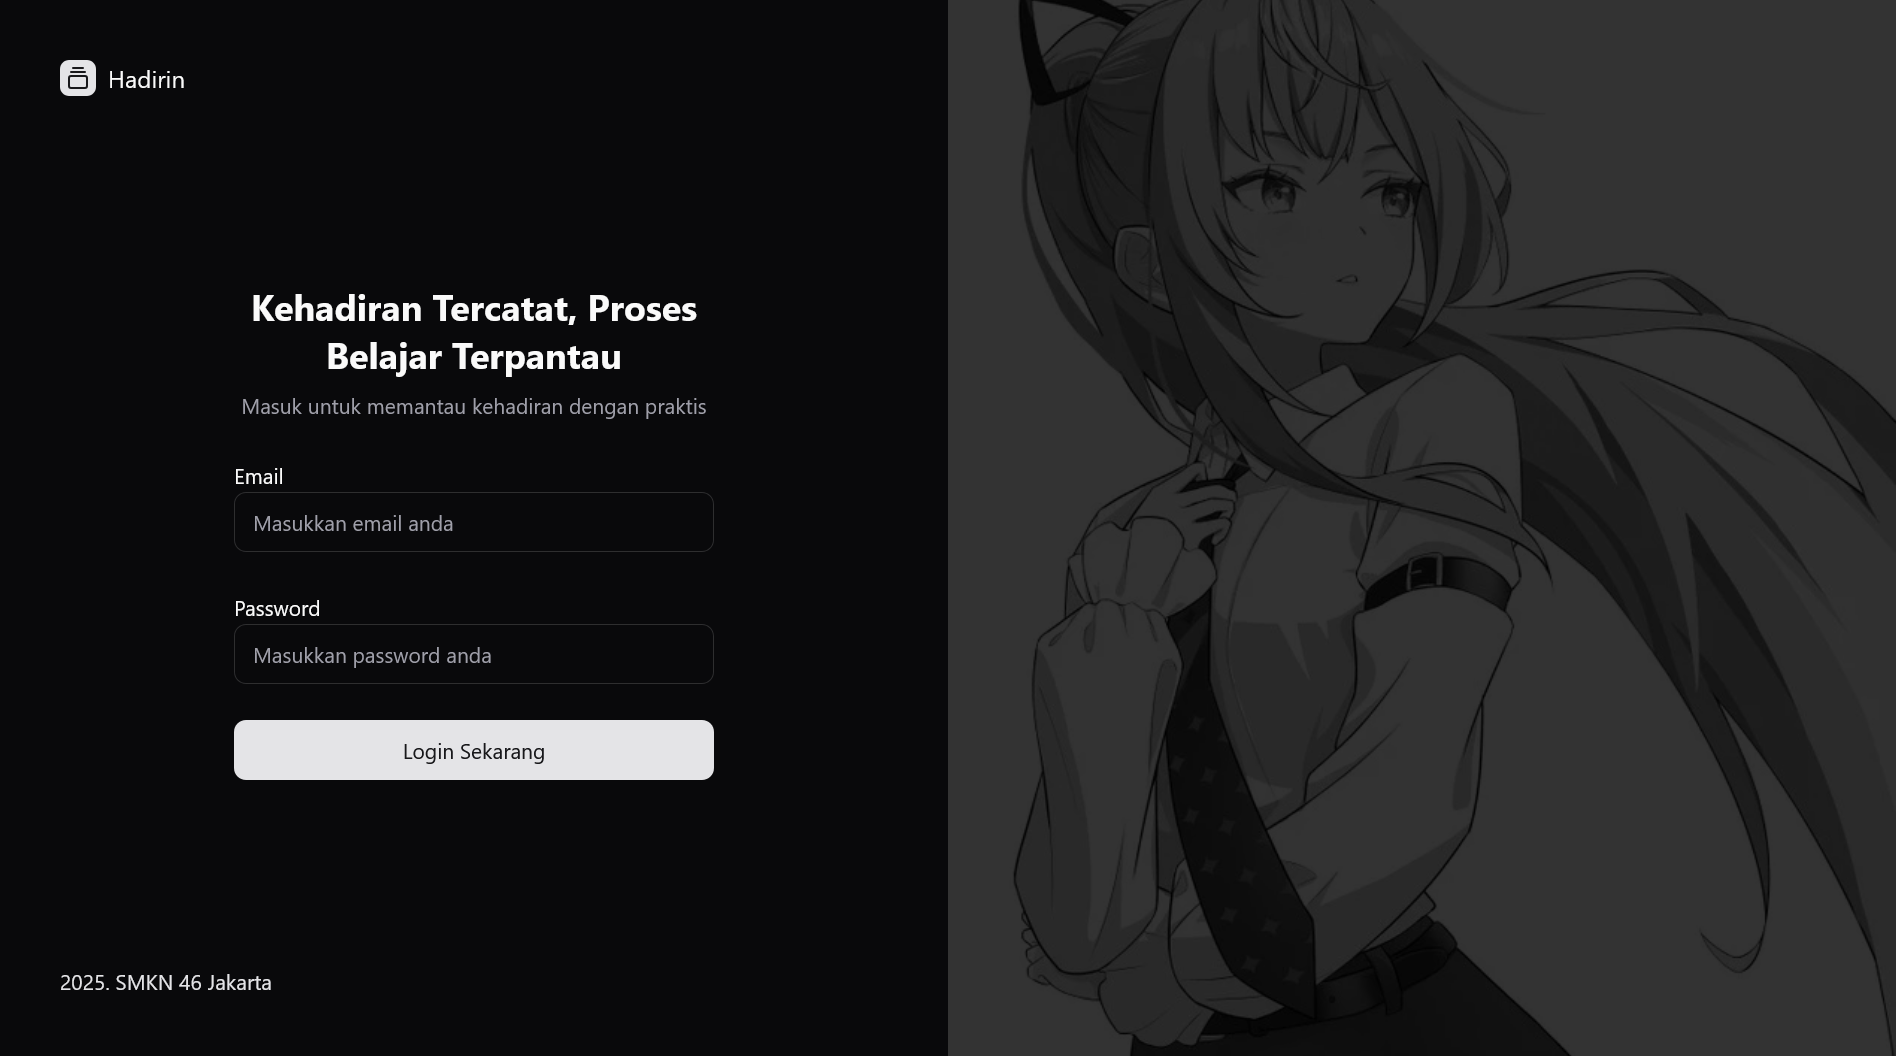 Hadirin
Kehadiran Tercatat, Proses
Belajar Terpantau
Masuk untuk memantau kehadiran dengan praktis
Email
Masukkan email anda
Password
Masukkan password anda
Login Sekarang
2025. SMKN 46 Jakarta